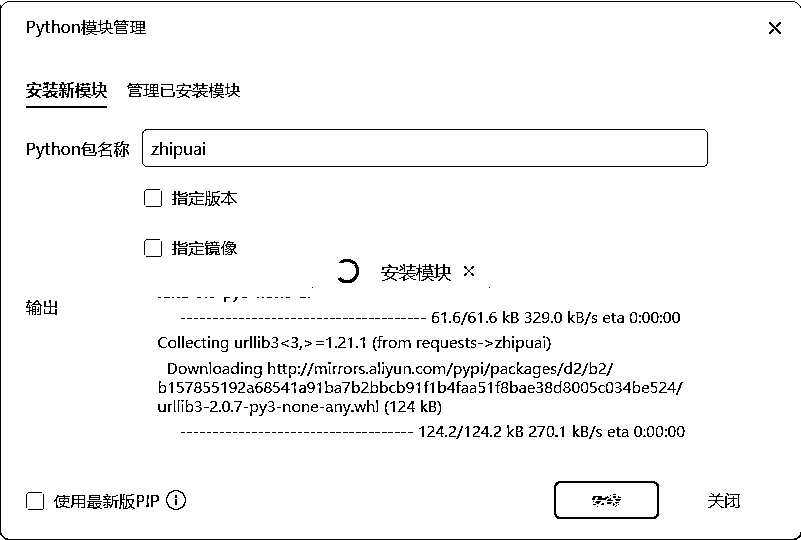 Python模块管理
安装新模块 管理已安装模块
Python包名称 zhipuai
指定版本
指定镜像
安装模块
输出
------------------------------------- 61.6/61.6 kB 329.0 kB/s eta 0:00:00
Collecting urllib3<3,>=1.21.1 (from requests->zhipuai)
Downloading http://mirrors.aliyun.com/pypi/packages/d2/b2/
b157855192a68541a91ba7b2bbcb91f1b4faa51f8bae38d8005c034be524/
urllib3-2.0.7-py3-none-any.whl (124 kB)
------------------------------------ 124.2/124.2 kB 270.1 kB/s eta 0:00:00
使用最新版PIP
关闭